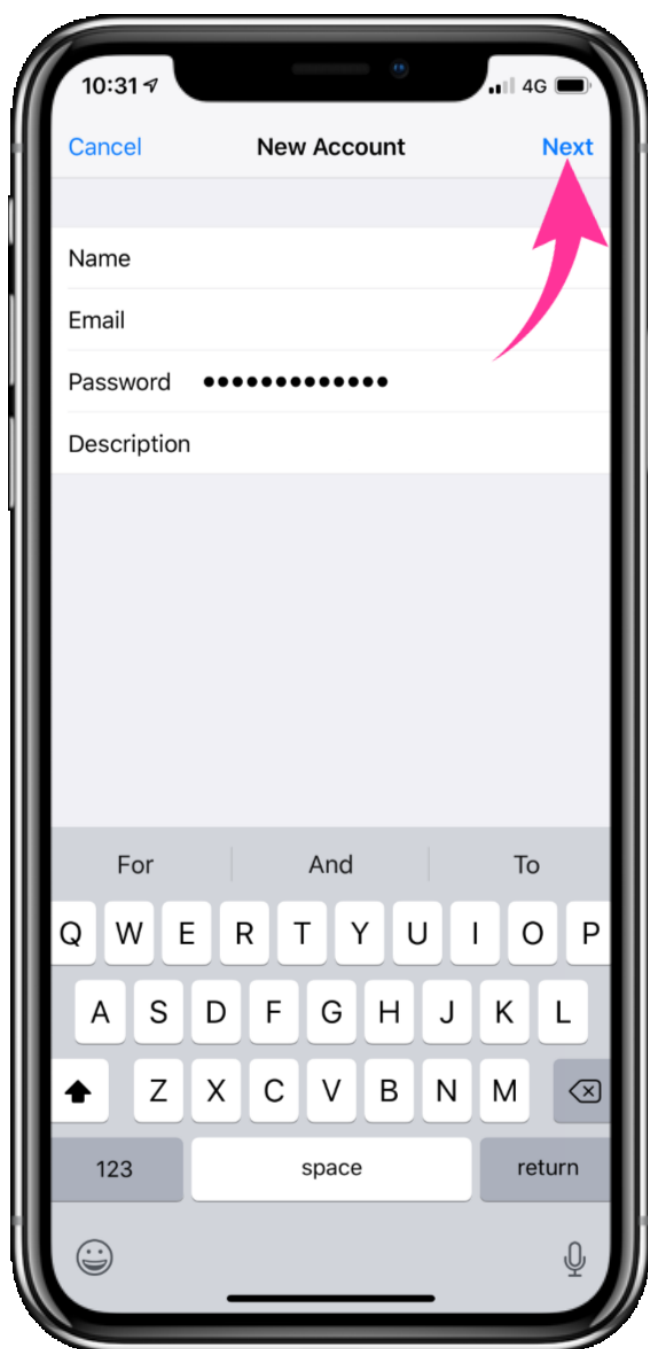 10:31 4G
Cancel New Account Next
Name
Email
Password •••••••••••••
Description
For And To
Q W E R T Y U I O P
A S D F G H J K L
Z X C V B N M
123 space return